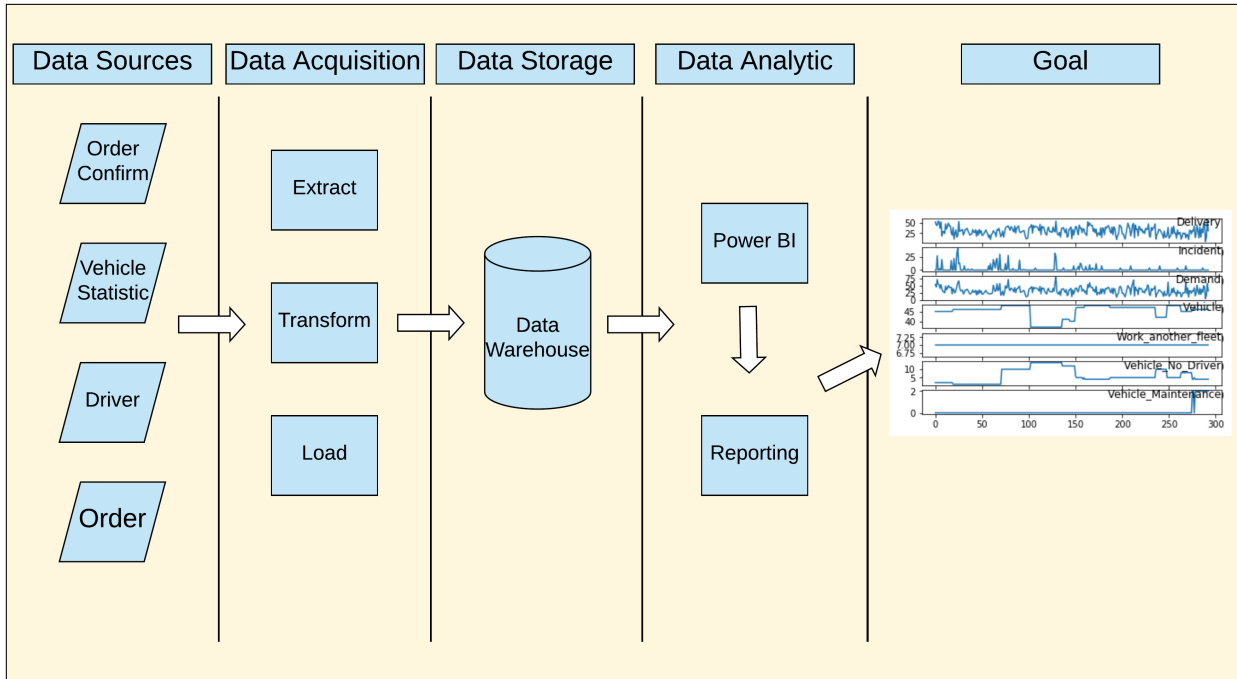 Data Sources
Data Acquisition
Data Storage
Data Analytic
Goal
Order
Confirm
Vehicle
Statistic
Driver
Order
Extract
Transform
Load
Data
Warehouse
Power BI
Reporting
Delivery
50
25
Incident
25
0
Demand
75
50
25
0
Vehicle
45
40
Work_another_fleet
7.25
7.00
6.75
Vehicle_No_Driver
10
5
Vehicle_Maintenance
2
0
0 50 100 150 200 250 300